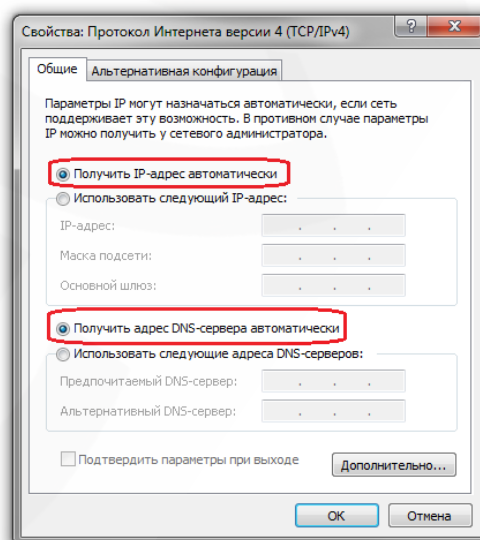 Свойства: Протокол Интернета версии 4 (TCP/IPv4)
?
Общие
Альтернативная конфигурация
Параметры IP могут назначаться автоматически, если сеть
поддерживает эту возможность. В противном случае параметры
IP можно получить у сетевого администратора.
Получить IP-адрес автоматически
Использовать следующий IP-адрес:
IP-адрес:
Маска подсети:
Основной шлюз:
Получить адрес DNS-сервера автоматически
Использовать следующие адреса DNS-серверов:
Предпочитаемый DNS-сервер:
Альтернативный DNS-сервер:
Подтвердить параметры при выходе
Дополнительно...
OK
Отмена